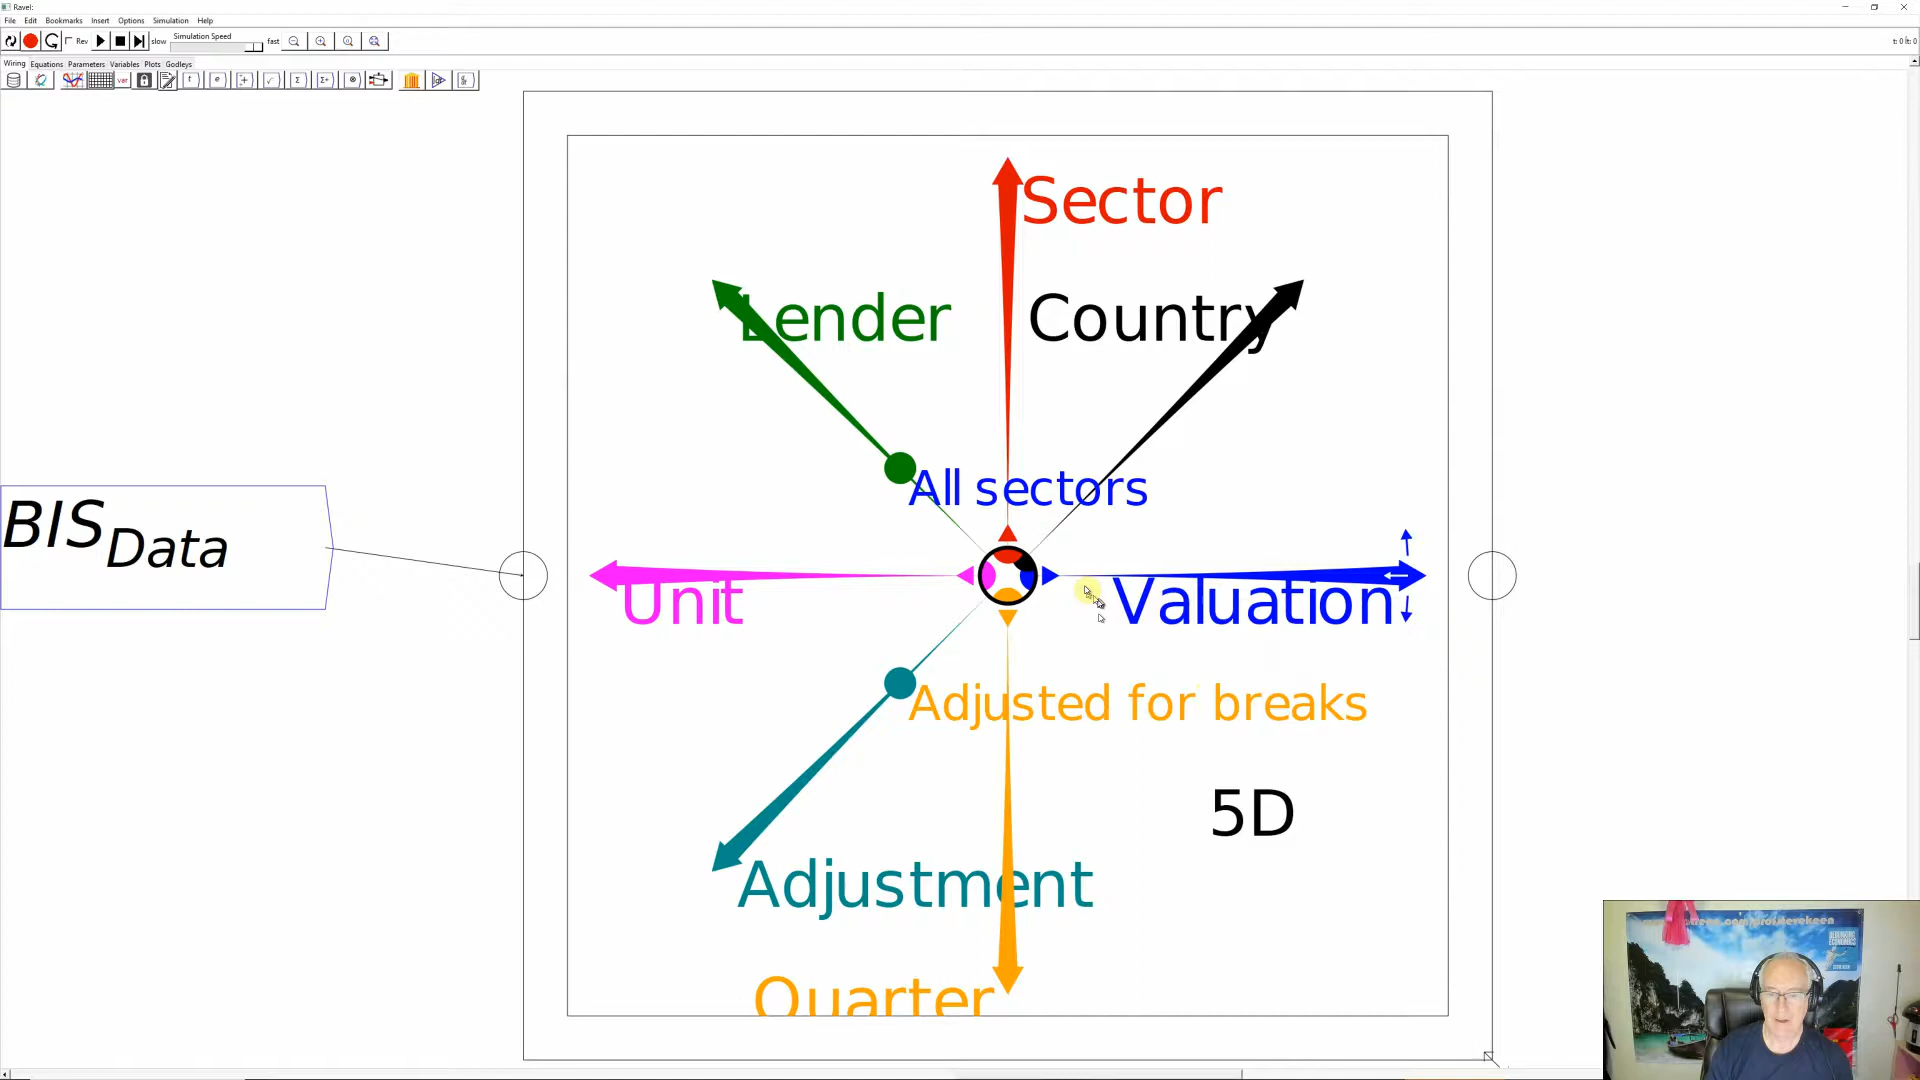 Ravel:
File Edit Bookmarks Insert Options Simulation Help
Rev slow Simulation Speed fast
Wiring Equations Parameters Variables Plots Godleys
var
Sector
Lender
Country
All sectors
BIS Data
Unit
Valuation
Adjusted for breaks
5D
Adjustment
Quarter